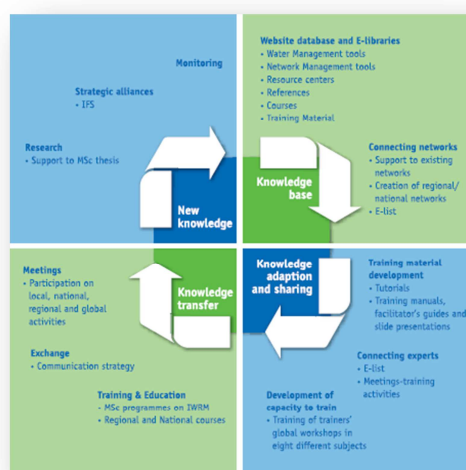 Monitoring
Strategic alliances
• IFS
Research
• Support to MSc thesis
New
knowledge
Website database and E-libraries
• Water Management tools
• Network Management tools
• Resource centers
• References
• Courses
• Training Material
Connecting networks
• Support to existing
networks
• Creation of regional/
national networks
• E-list
Knowledge
base
Meetings
• Participation on
local, national,
regional and global
activities
Exchange
• Communication strategy
Training & Education
• MSc programmes on IWRM
• Regional and National courses
Knowledge
transfer
Knowledge
adaption
and sharing
Training material
development
• Tutorials
• Training manuals,
facilitator's guides and
slide presentations
Connecting experts
• E-list
• Meetings-training
activities
Development of
capacity to train
• Training of trainers'
global workshops in
eight different subjects